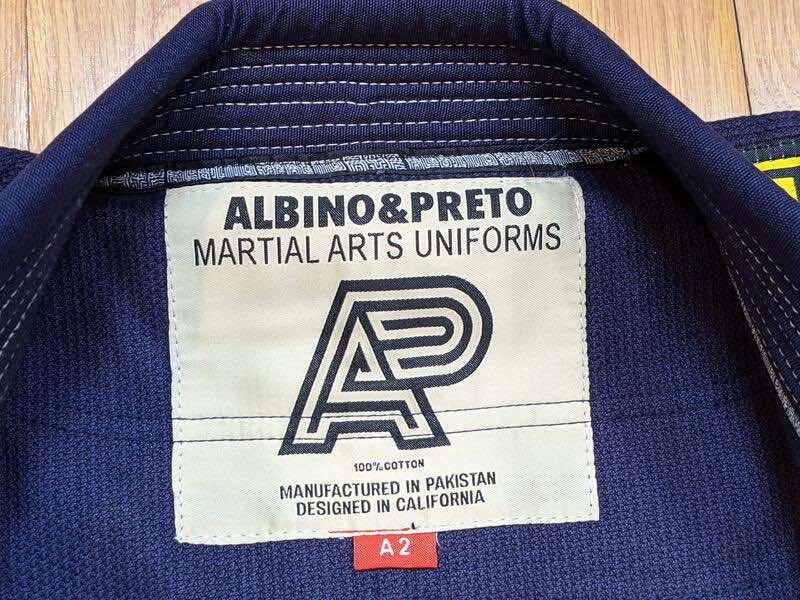 ALBINO&PRETO
MARTIAL ARTS UNIFORMS
AP
100% COTTON
MANUFACTURED IN PAKISTAN
DESIGNED IN CALIFORNIA
A2